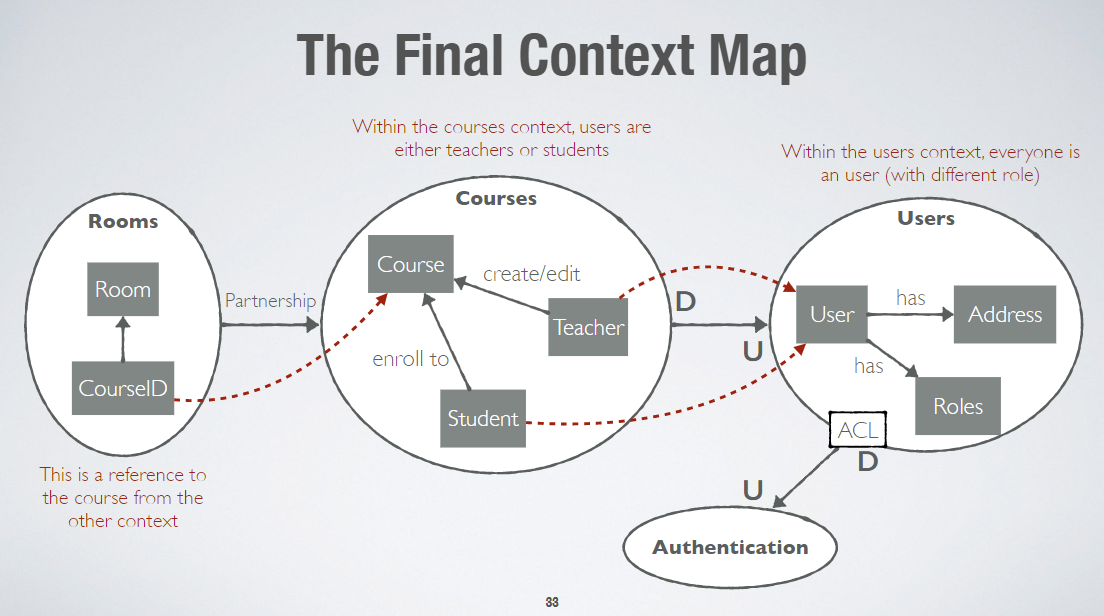 The Final Context Map
Within the courses context, users are
either teachers or students
Within the users context, everyone is
an user (with different role)
Rooms
Room
CourseID
This is a reference to
the course from the
other context
Partnership
Courses
Course
create/edit
Teacher
enroll to
Student
D
U
Users
User
has
Address
has
Roles
ACL
D
U
Authentication
33